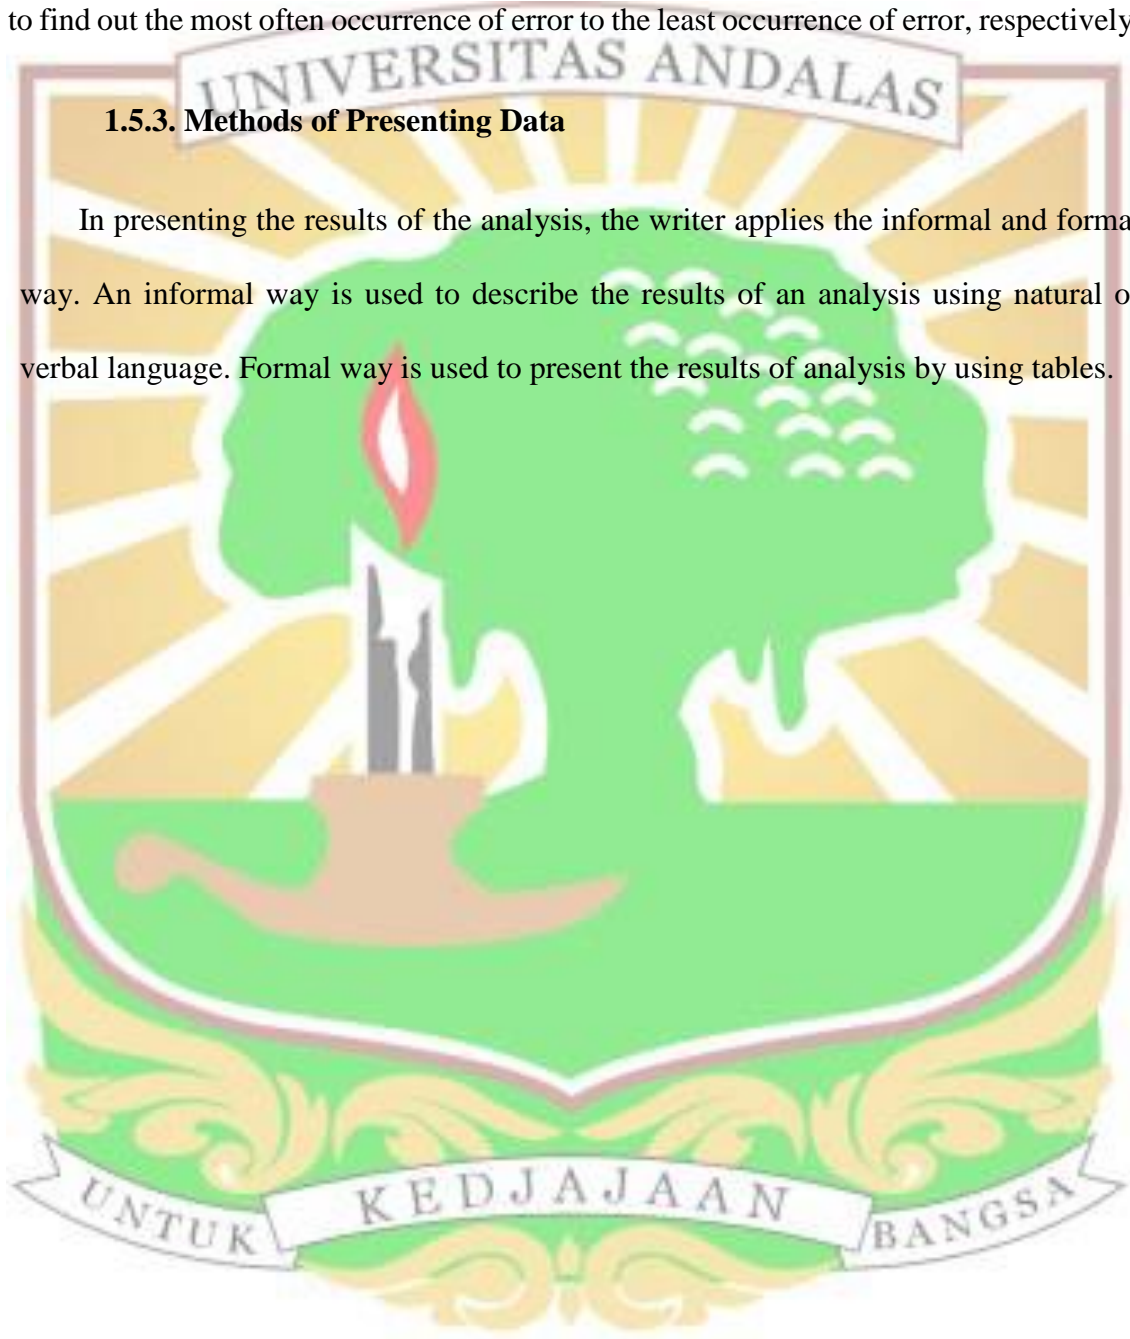 to find out the most often occurrence of error to the least occurrence of error, respectively
UNIVERSITAS ANDALAS
1.5.3. Methods of Presenting Data
In presenting the results of the analysis, the writer applies the informal and forma
way. An informal way is used to describe the results of an analysis using natural o
verbal language. Formal way is used to present the results of analysis by using tables.
UNTUK KEDJAJAAN BANGSA